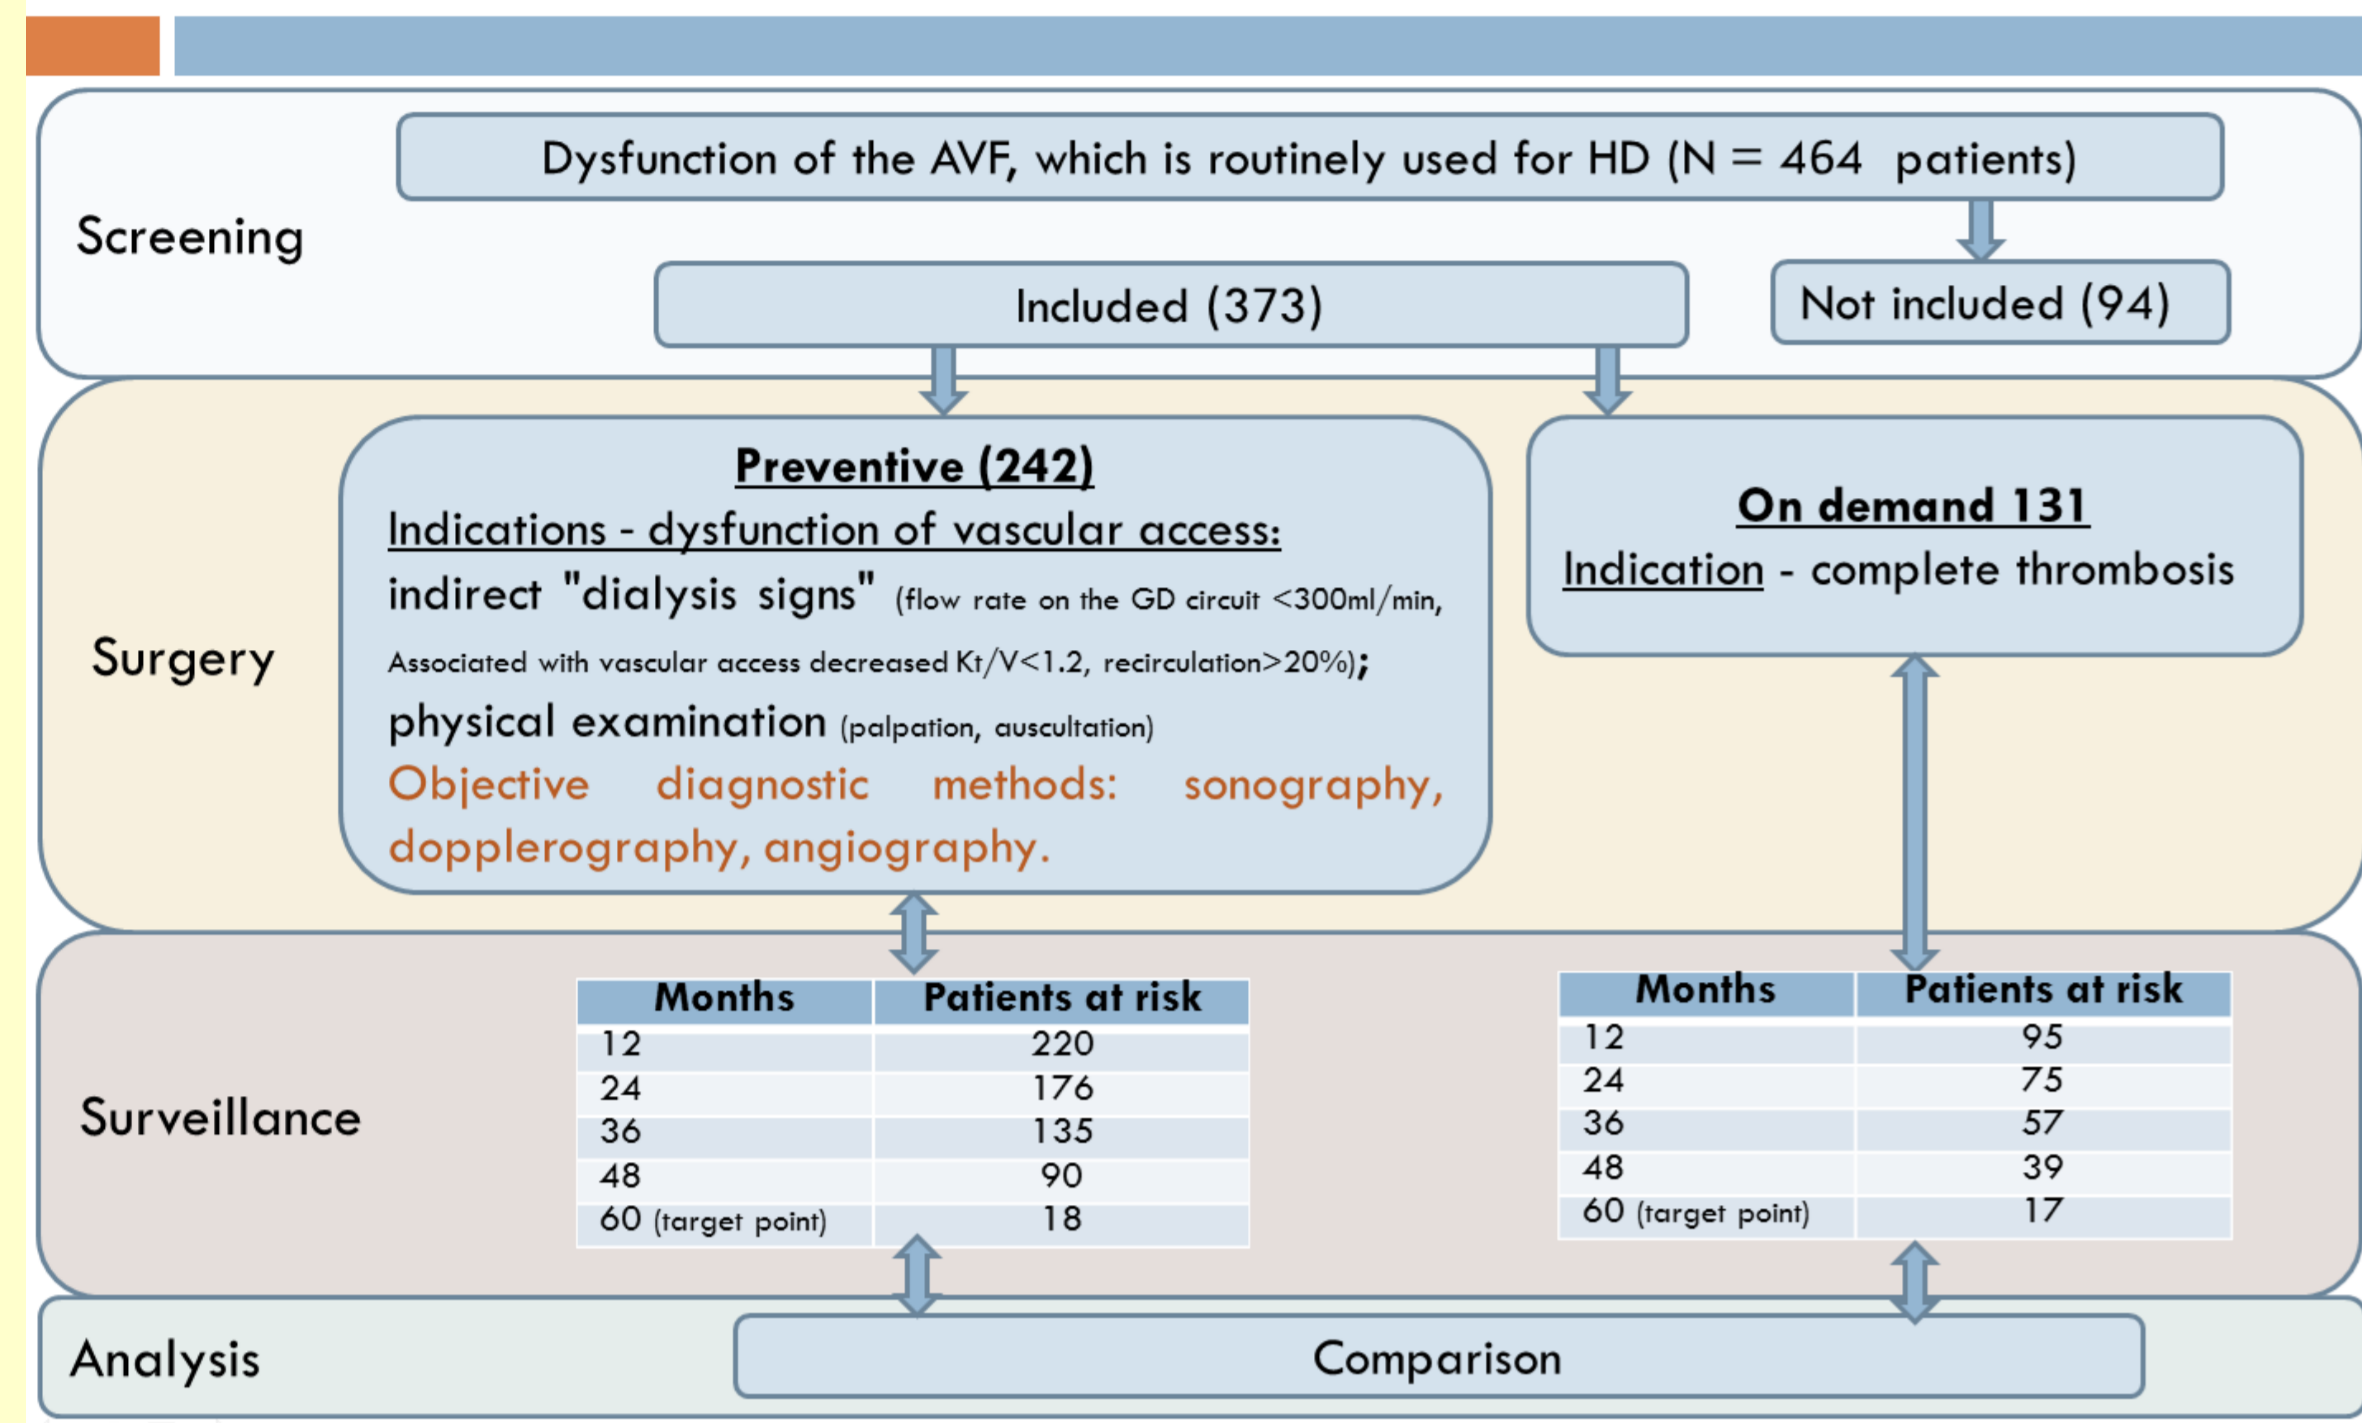 Dysfunction of the AVF, which is routinely used for HD (N = 464 patients)
Screening
Included (373)
Not included (94)
Preventive (242)
Indications - dysfunction of vascular access:
indirect "dialysis signs" (flow rate on the GD circuit <300ml/min,
Associated with vascular access decreased Kt/V<1.2, recirculation>20%);
physical examination (palpation, auscultation)
Objective diagnostic methods: sonography,
dopplerography, angiography.
On demand 131
Indication - complete thrombosis
Surgery
Months Patients at risk
12 220
24 176
36 135
48 90
60 (target point) 18
Months Patients at risk
12 95
24 75
36 57
48 39
60 (target point) 17
Surveillance
Analysis
Comparison